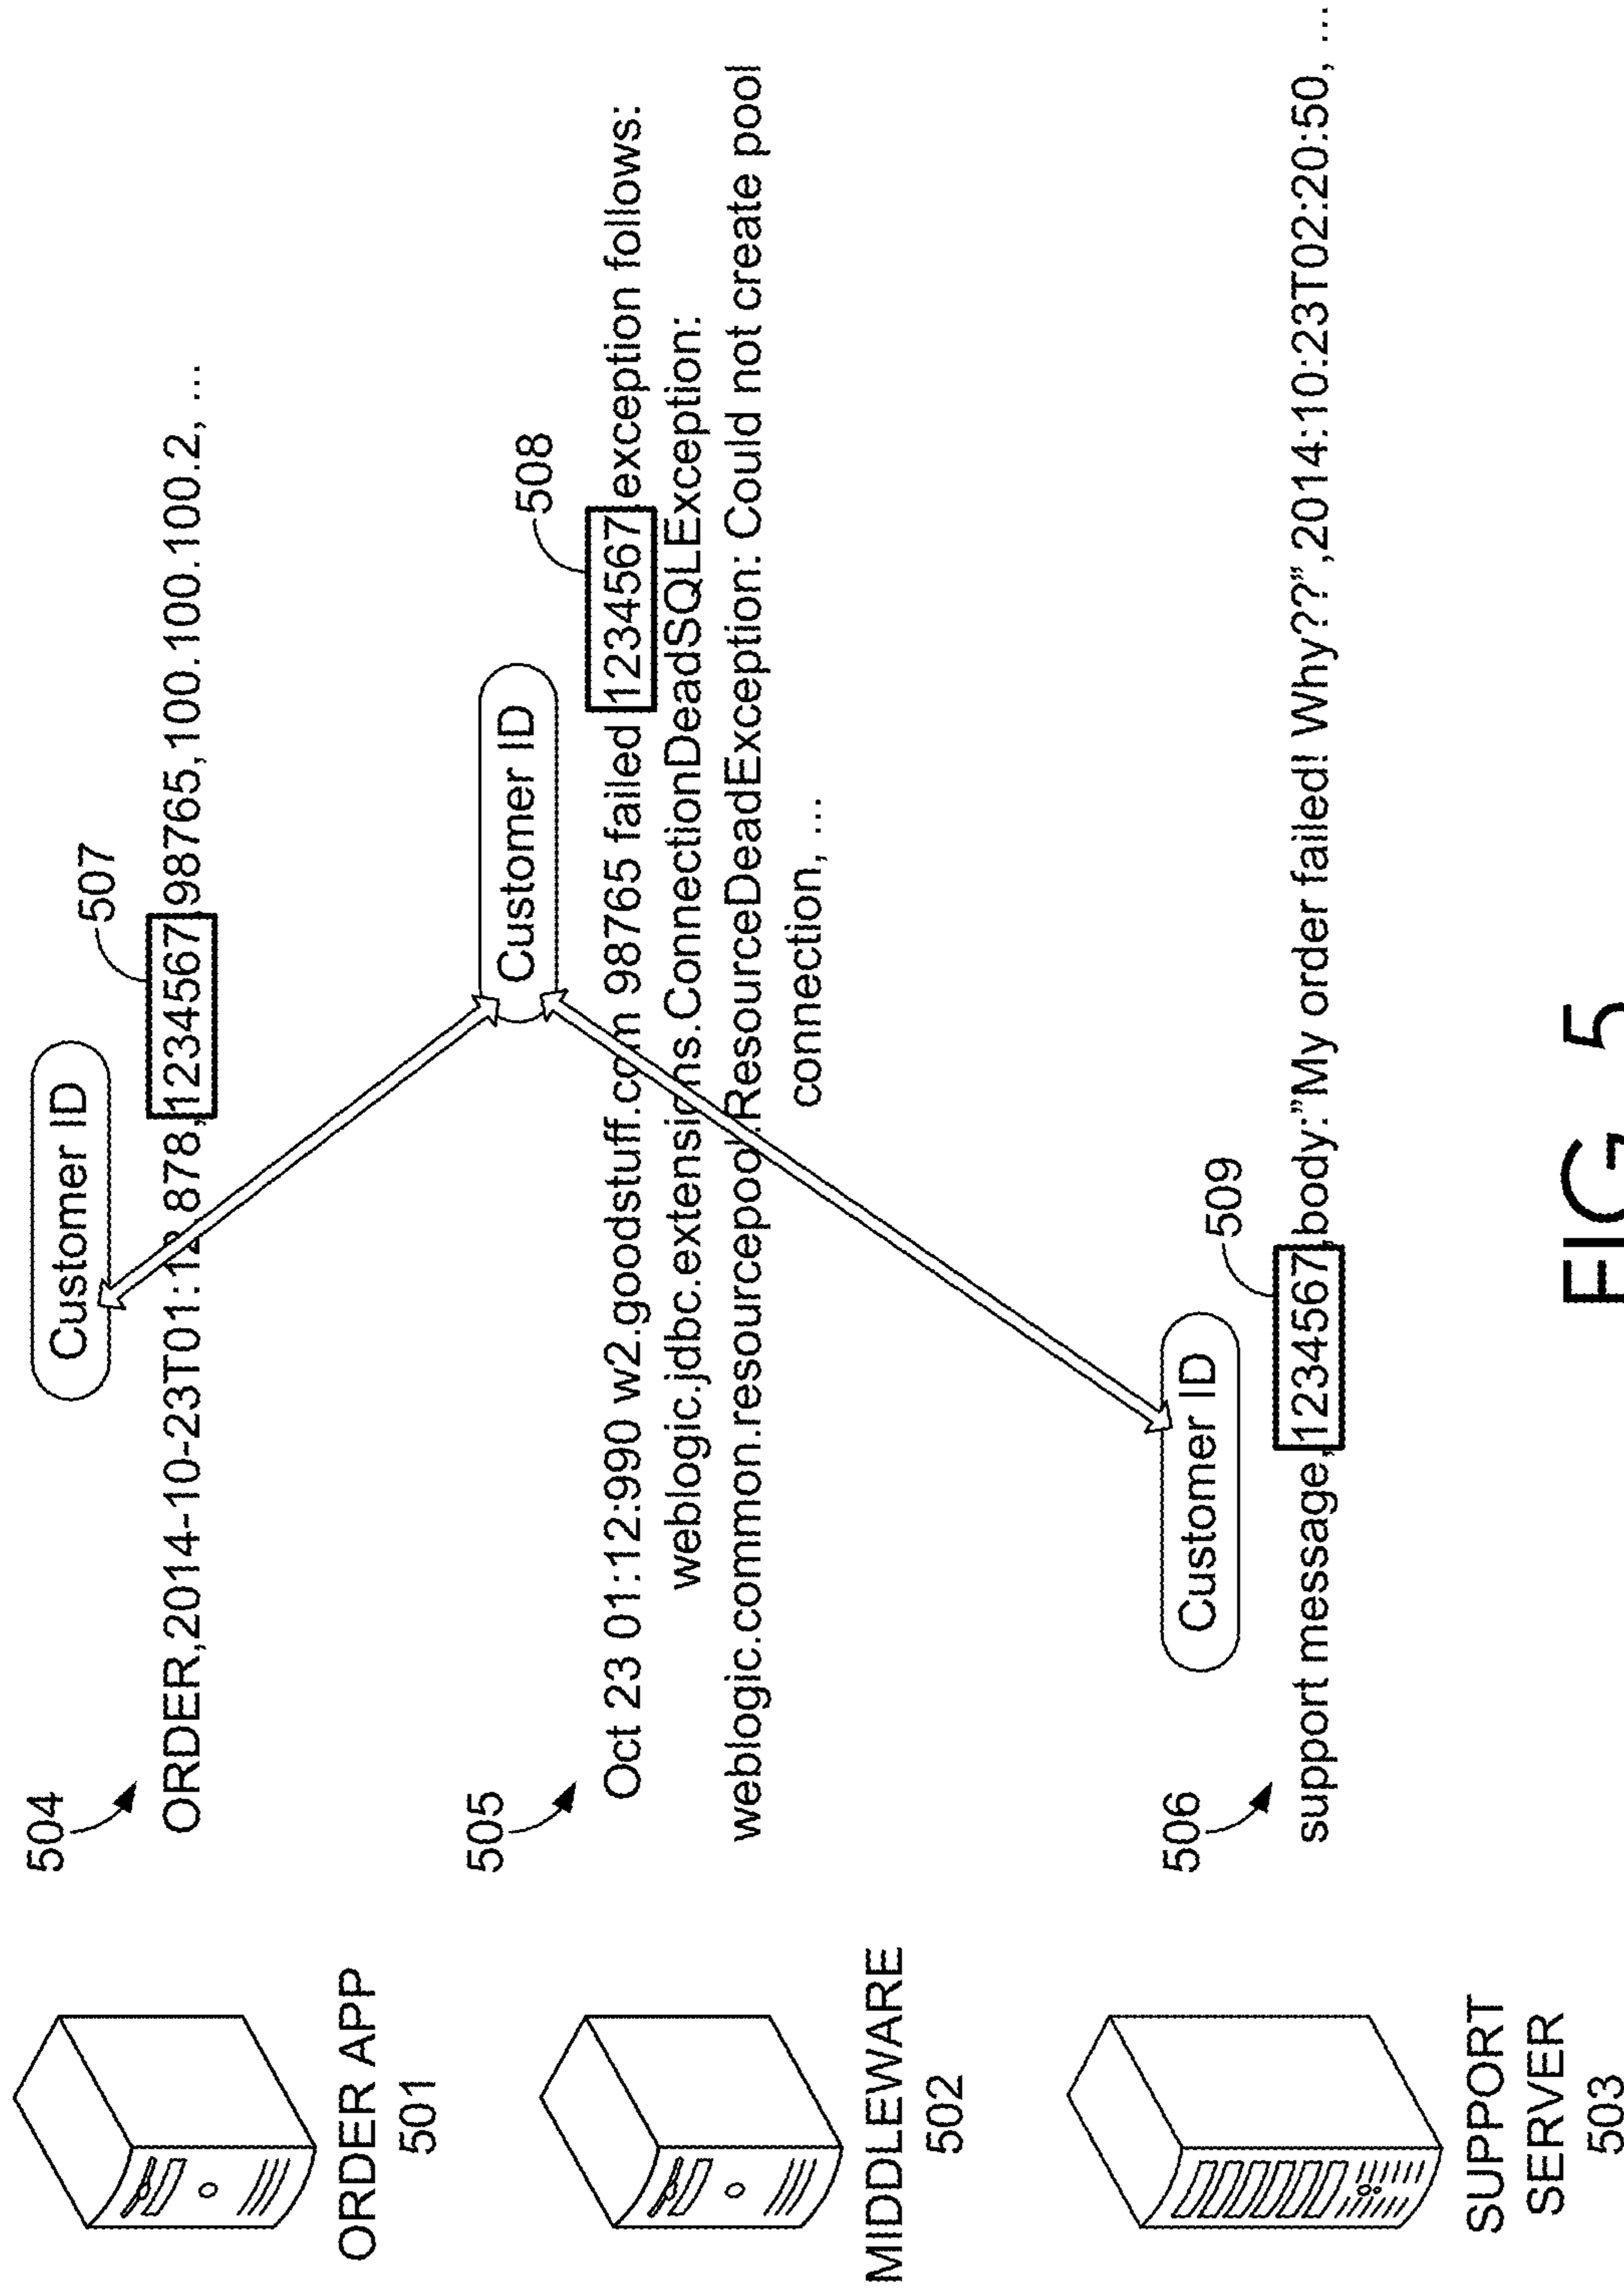 504
Customer ID
507
ORDER,2014-10-23T01:12.878,1234567,98765,100.100.100.2, ...
ORDER APP
501
505
Customer ID
508
Oct 23 01:12:990 w2.goodstuff.com 98765 failed 1234567 exception follows:
weblogic.jdbc.extensions.ConnectionDeadSQLException:
weblogic.common.resourcepool.ResourceDeadException: Could not create pool
connection, ...
MIDDLEWARE
502
506
Customer ID
509
support message,1234567,body:”My order failed! Why??”,2014:10:23T02:20:50, ...
SUPPORT
SERVER
503
FIG. 5